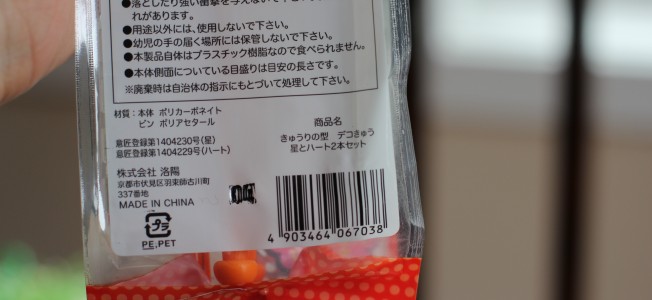 ●落としたり強い衝撃を与えないで下さい。
れがあります。
●用途以外には、使用しないで下さい。
●幼児の手の届く場所には保管しないで下さい。
●本製品自体はプラスチック樹脂なので食べられません。
●本体側面についている目盛りは目安の長さです。
※廃棄時は自治体の指示にもとづいて処理して下さい。
材質：本体 ポリカーボネイト
ピン ポリアセタール
意匠登録第1404230号(星)
意匠登録第1404229号(ハート)
商品名
きゅうりの型 デコきゅう
星とハート2本セット
株式会社 洛陽
京都市伏見区羽束師古川町
337番地
MADE IN CHINA
プラ
PE,PET
4 903464 067038